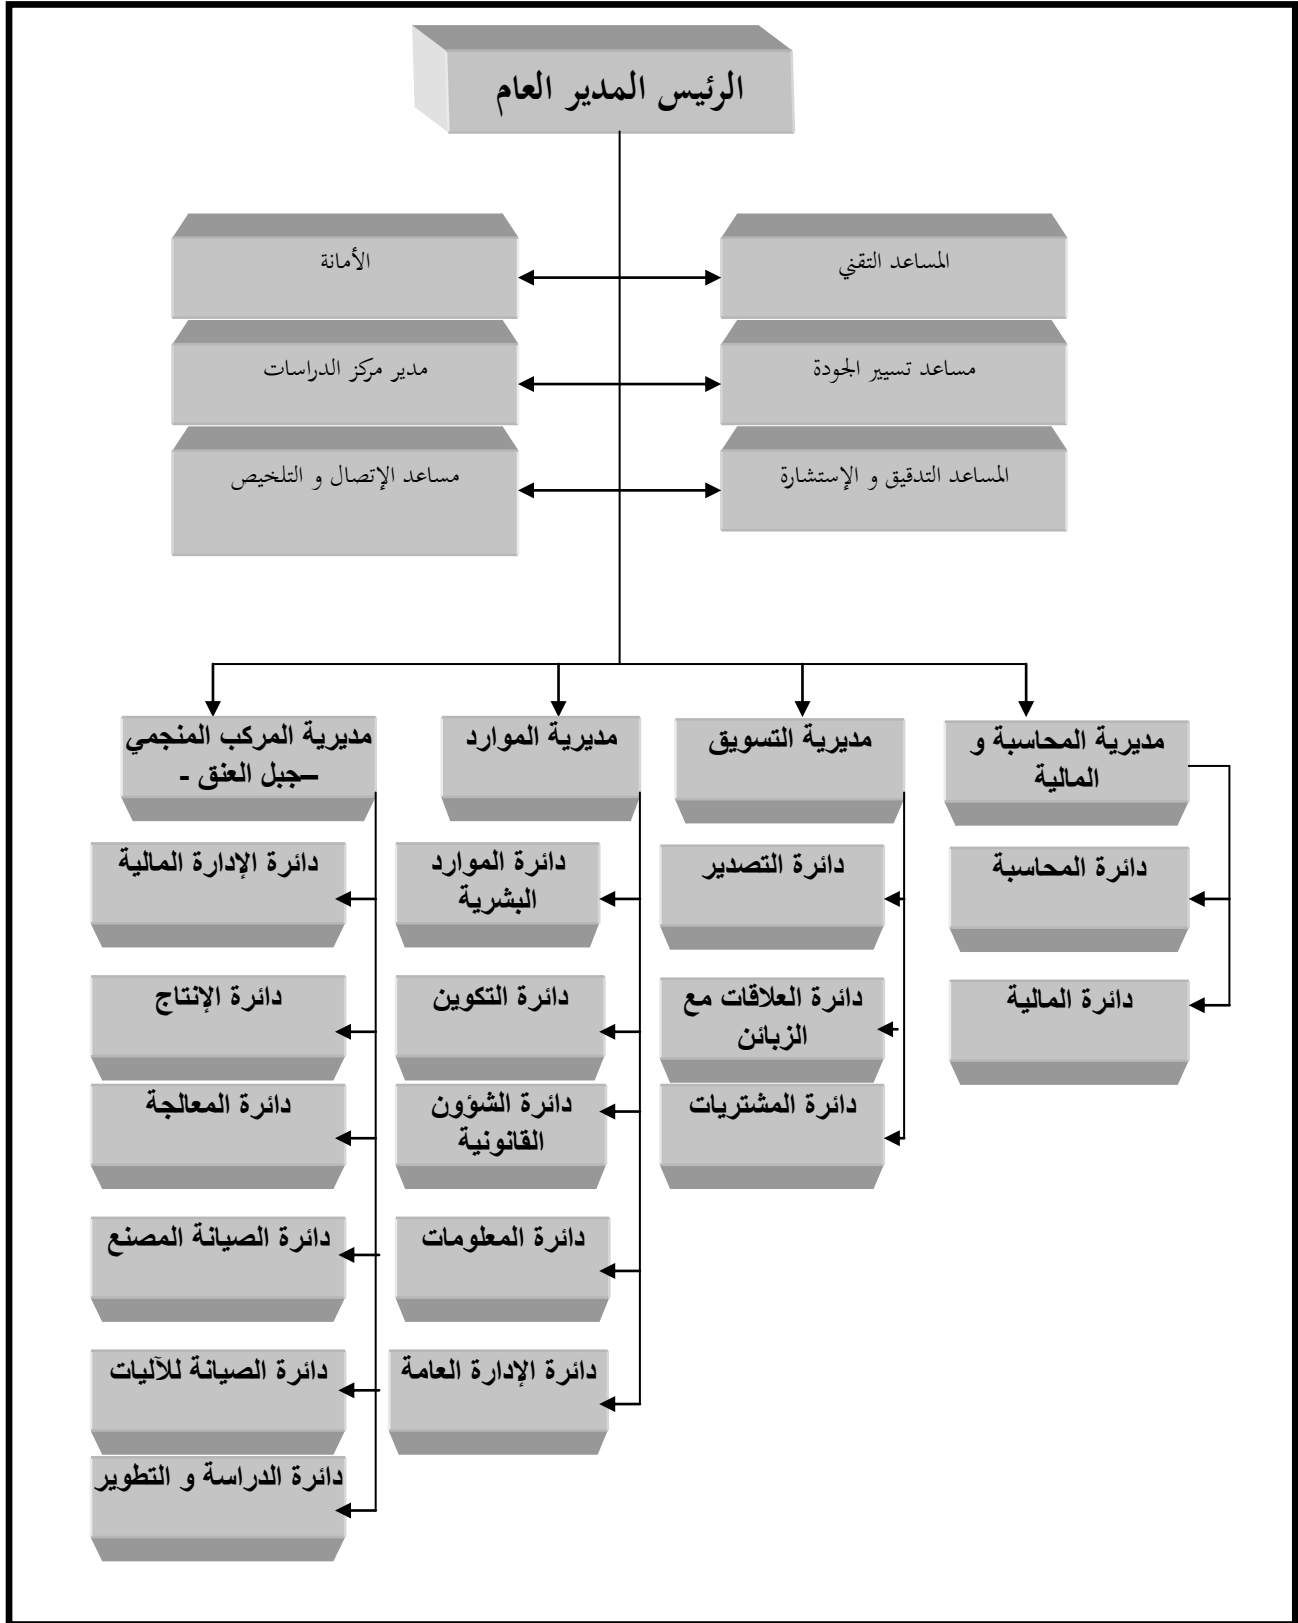 الرئيس المدير العام
المساعد التقني
الأمانة
مساعد تسيير الجودة
مدير مركز الدراسات
المساعد التدقيق و الإستشارة
مساعد الإتصال و التلخيص
مديرية المحاسبة و
المالية
مديرية التسويق
مديرية الموارد
مديرية المركب المنجمي
–جبل العنق -
دائرة المحاسبة
دائرة المالية
دائرة التصدير
دائرة العلاقات مع
الزبائن
دائرة المشتريات
دائرة الموارد
البشرية
دائرة التكوين
دائرة الشؤون
القانونية
دائرة المعلومات
دائرة الإدارة العامة
دائرة الإدارة المالية
دائرة الإنتاج
دائرة المعالجة
دائرة الصيانة المصنع
دائرة الصيانة للآليات
دائرة الدراسة و التطوير